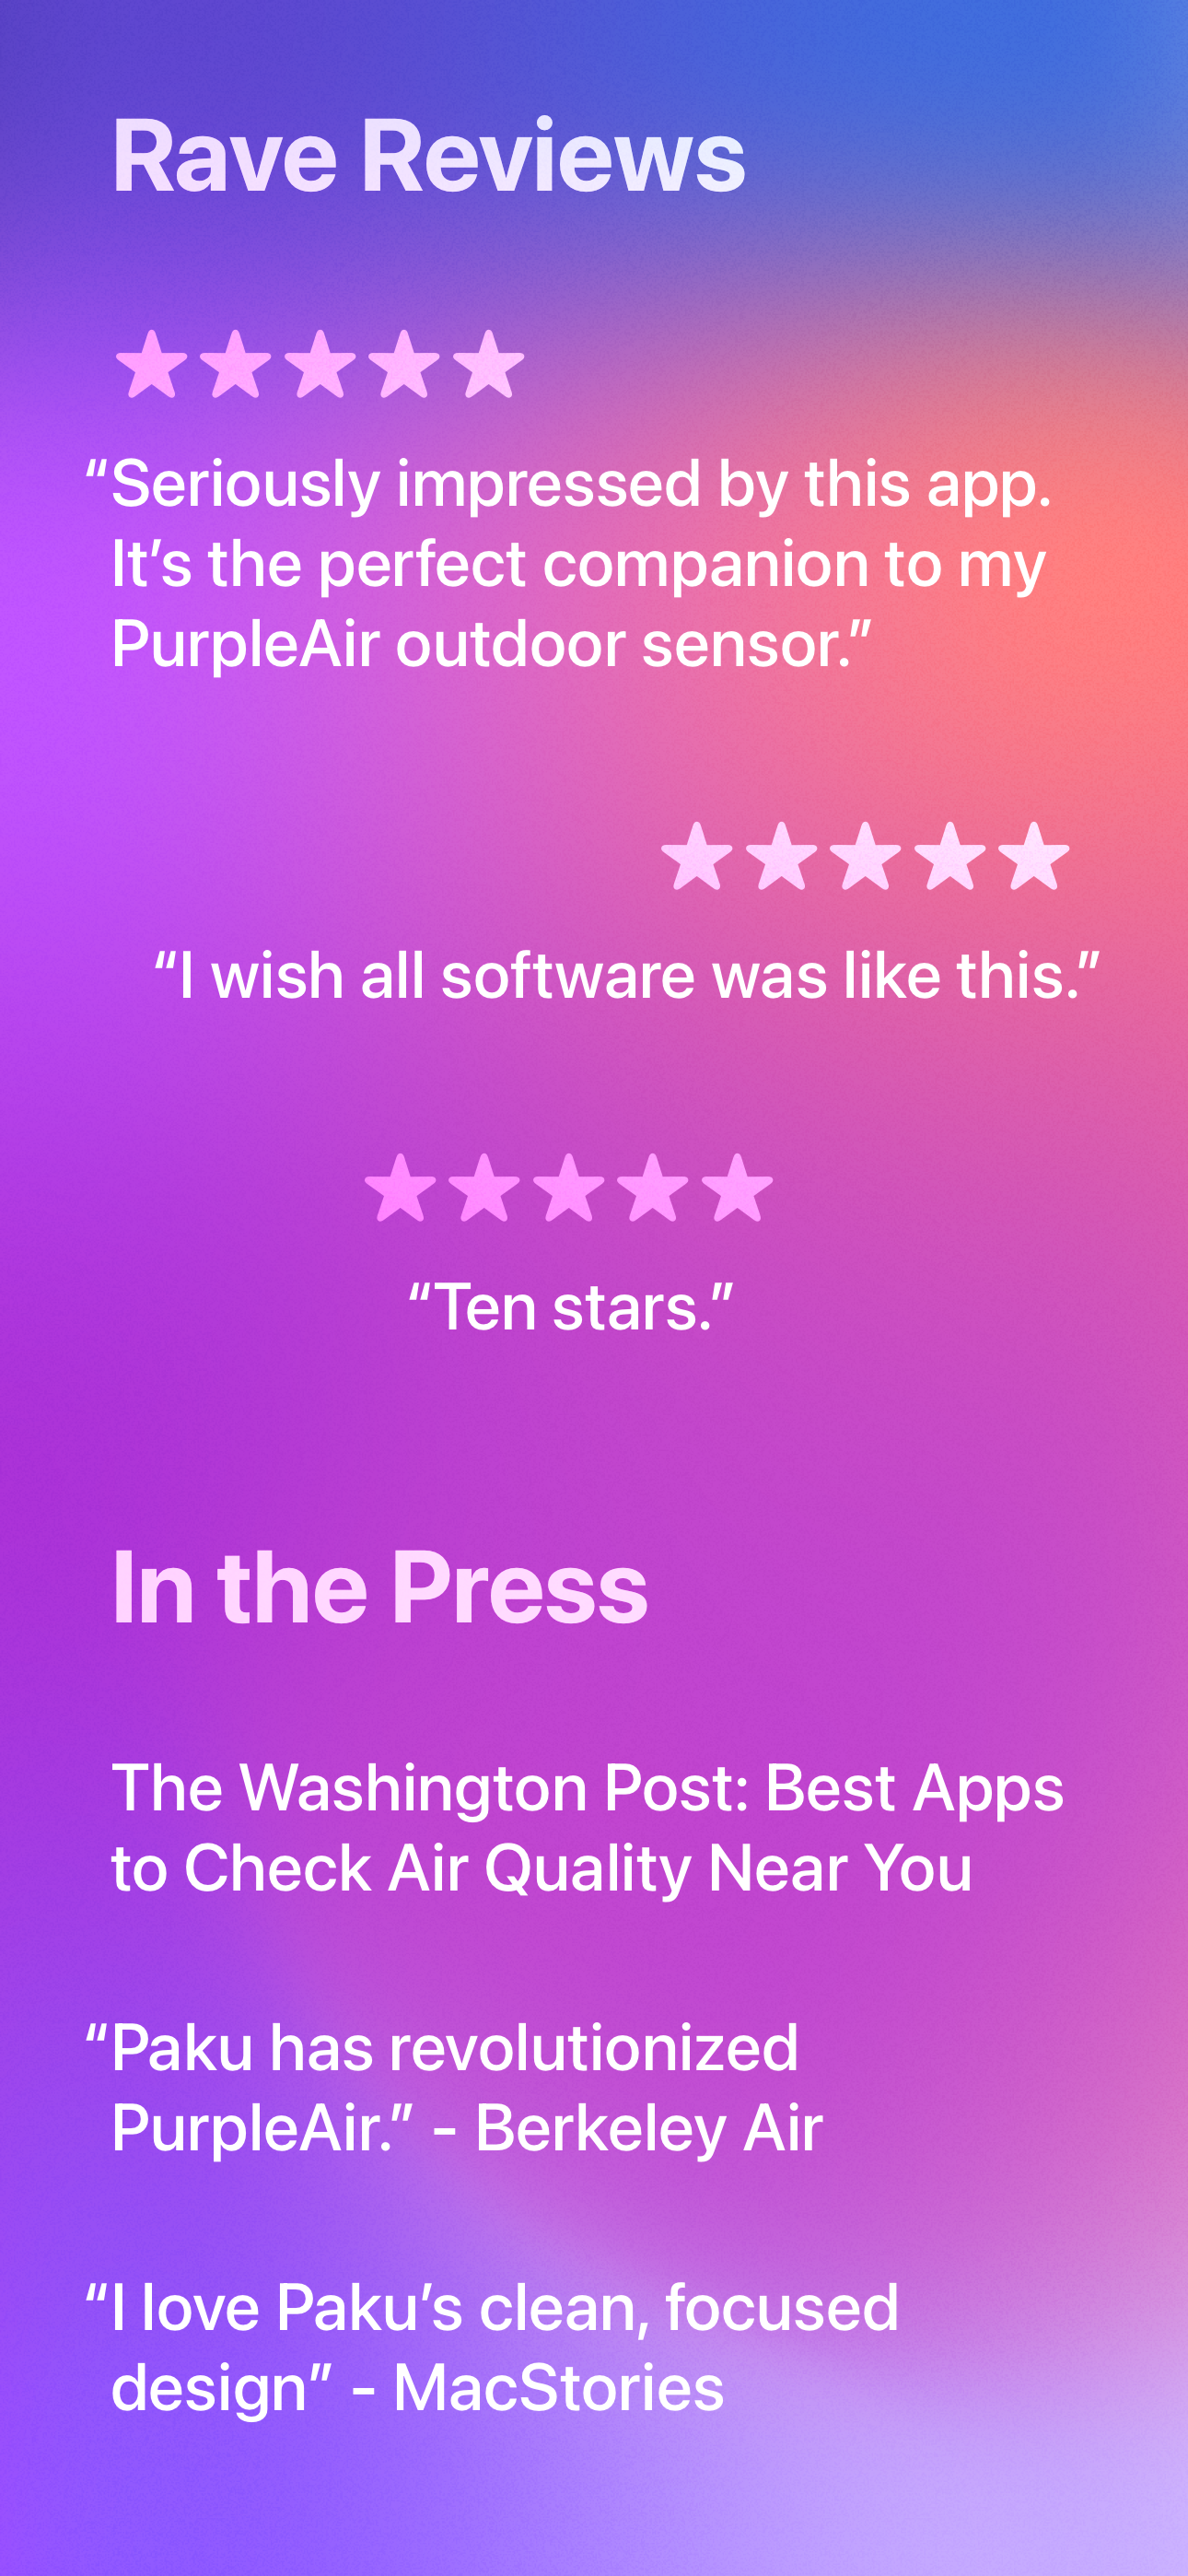 Rave Reviews
“Seriously impressed by this app.
It’s the perfect companion to my
PurpleAir outdoor sensor.”
“I wish all software was like this.”
“Ten stars.”
In the Press
The Washington Post: Best Apps
to Check Air Quality Near You
“Paku has revolutionized
PurpleAir.” - Berkeley Air
“I love Paku’s clean, focused
design” - MacStories